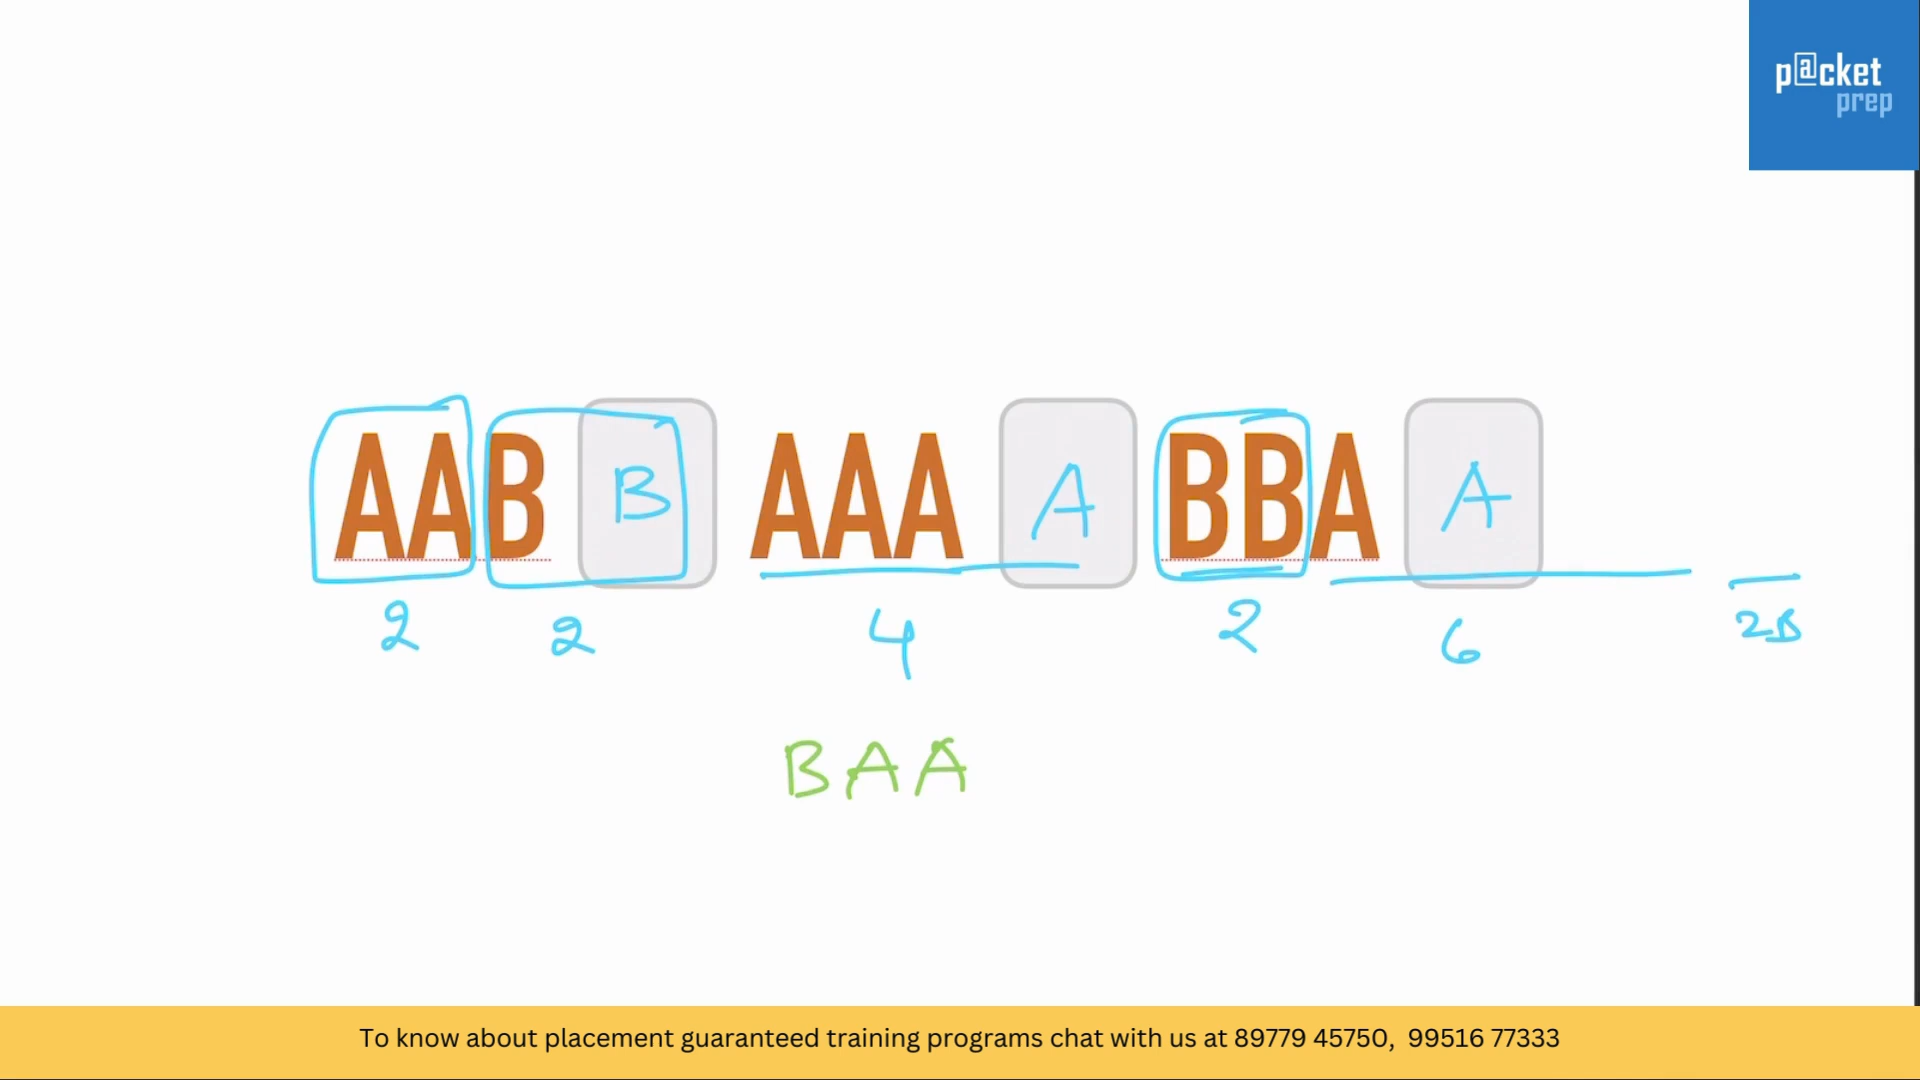 p@cket
prep
AAB B AAA A BBA A
2 2 4 2 6 2B
BAA
To know about placement guaranteed training programs chat with us at 89779 45750, 99516 77333